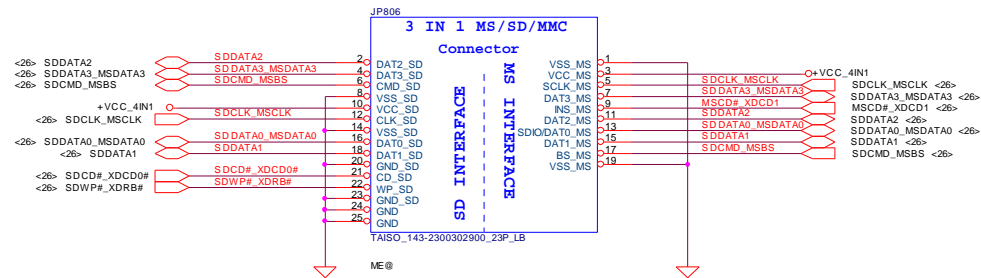 JP806
3 IN 1 MS/SD/MMC
Connector
<26> SDDATA2 SDDATA2 2 DAT2_SD
<26> SDDATA3_MSDATA3 SDDATA3_MSDATA3 4 DAT3_SD
<26> SDCMD_MSBS SDCMD_MSBS 6 CMD_SD
8 VSS_SD
+VCC_4IN1 10 VCC_SD
<26> SDCLK_MSCLK SDCLK_MSCLK 12 CLK_SD
14 VSS_SD
<26> SDDATA0_MSDATA0 SDDATA0_MSDATA0 16 DAT0_SD
<26> SDDATA1 SDDATA1 18 DAT1_SD
20 GND_SD
<26> SDCD#_XDCD0# SDCD#_XDCD0# 21 CD_SD
<26> SDWP#_XDRB# SDWP#_XDRB# 22 WP_SD
23 GND_SD
24 GND
25 GND
SD INTERFACE
MS INTERFACE
VSS_MS 1
VCC_MS 3 +VCC_4IN1
SCLK_MS 5 SDCLK_MSCLK SDCLK_MSCLK <26>
DAT3_MS 7 SDDATA3_MSDATA3 SDDATA3_MSDATA3 <26>
INS_MS 9 MSCD#_XDCD1 MSCD#_XDCD1 <26>
DAT2_MS 11 SDDATA2 SDDATA2 <26>
SDIO/DAT0_MS 13 SDDATA0_MSDATA0 SDDATA0_MSDATA0 <26>
DAT1_MS 15 SDDATA1 SDDATA1 <26>
BS_MS 17 SDCMD_MSBS SDCMD_MSBS <26>
VSS_MS 19
TAISO_143-2300302900_23P_LB
ME@